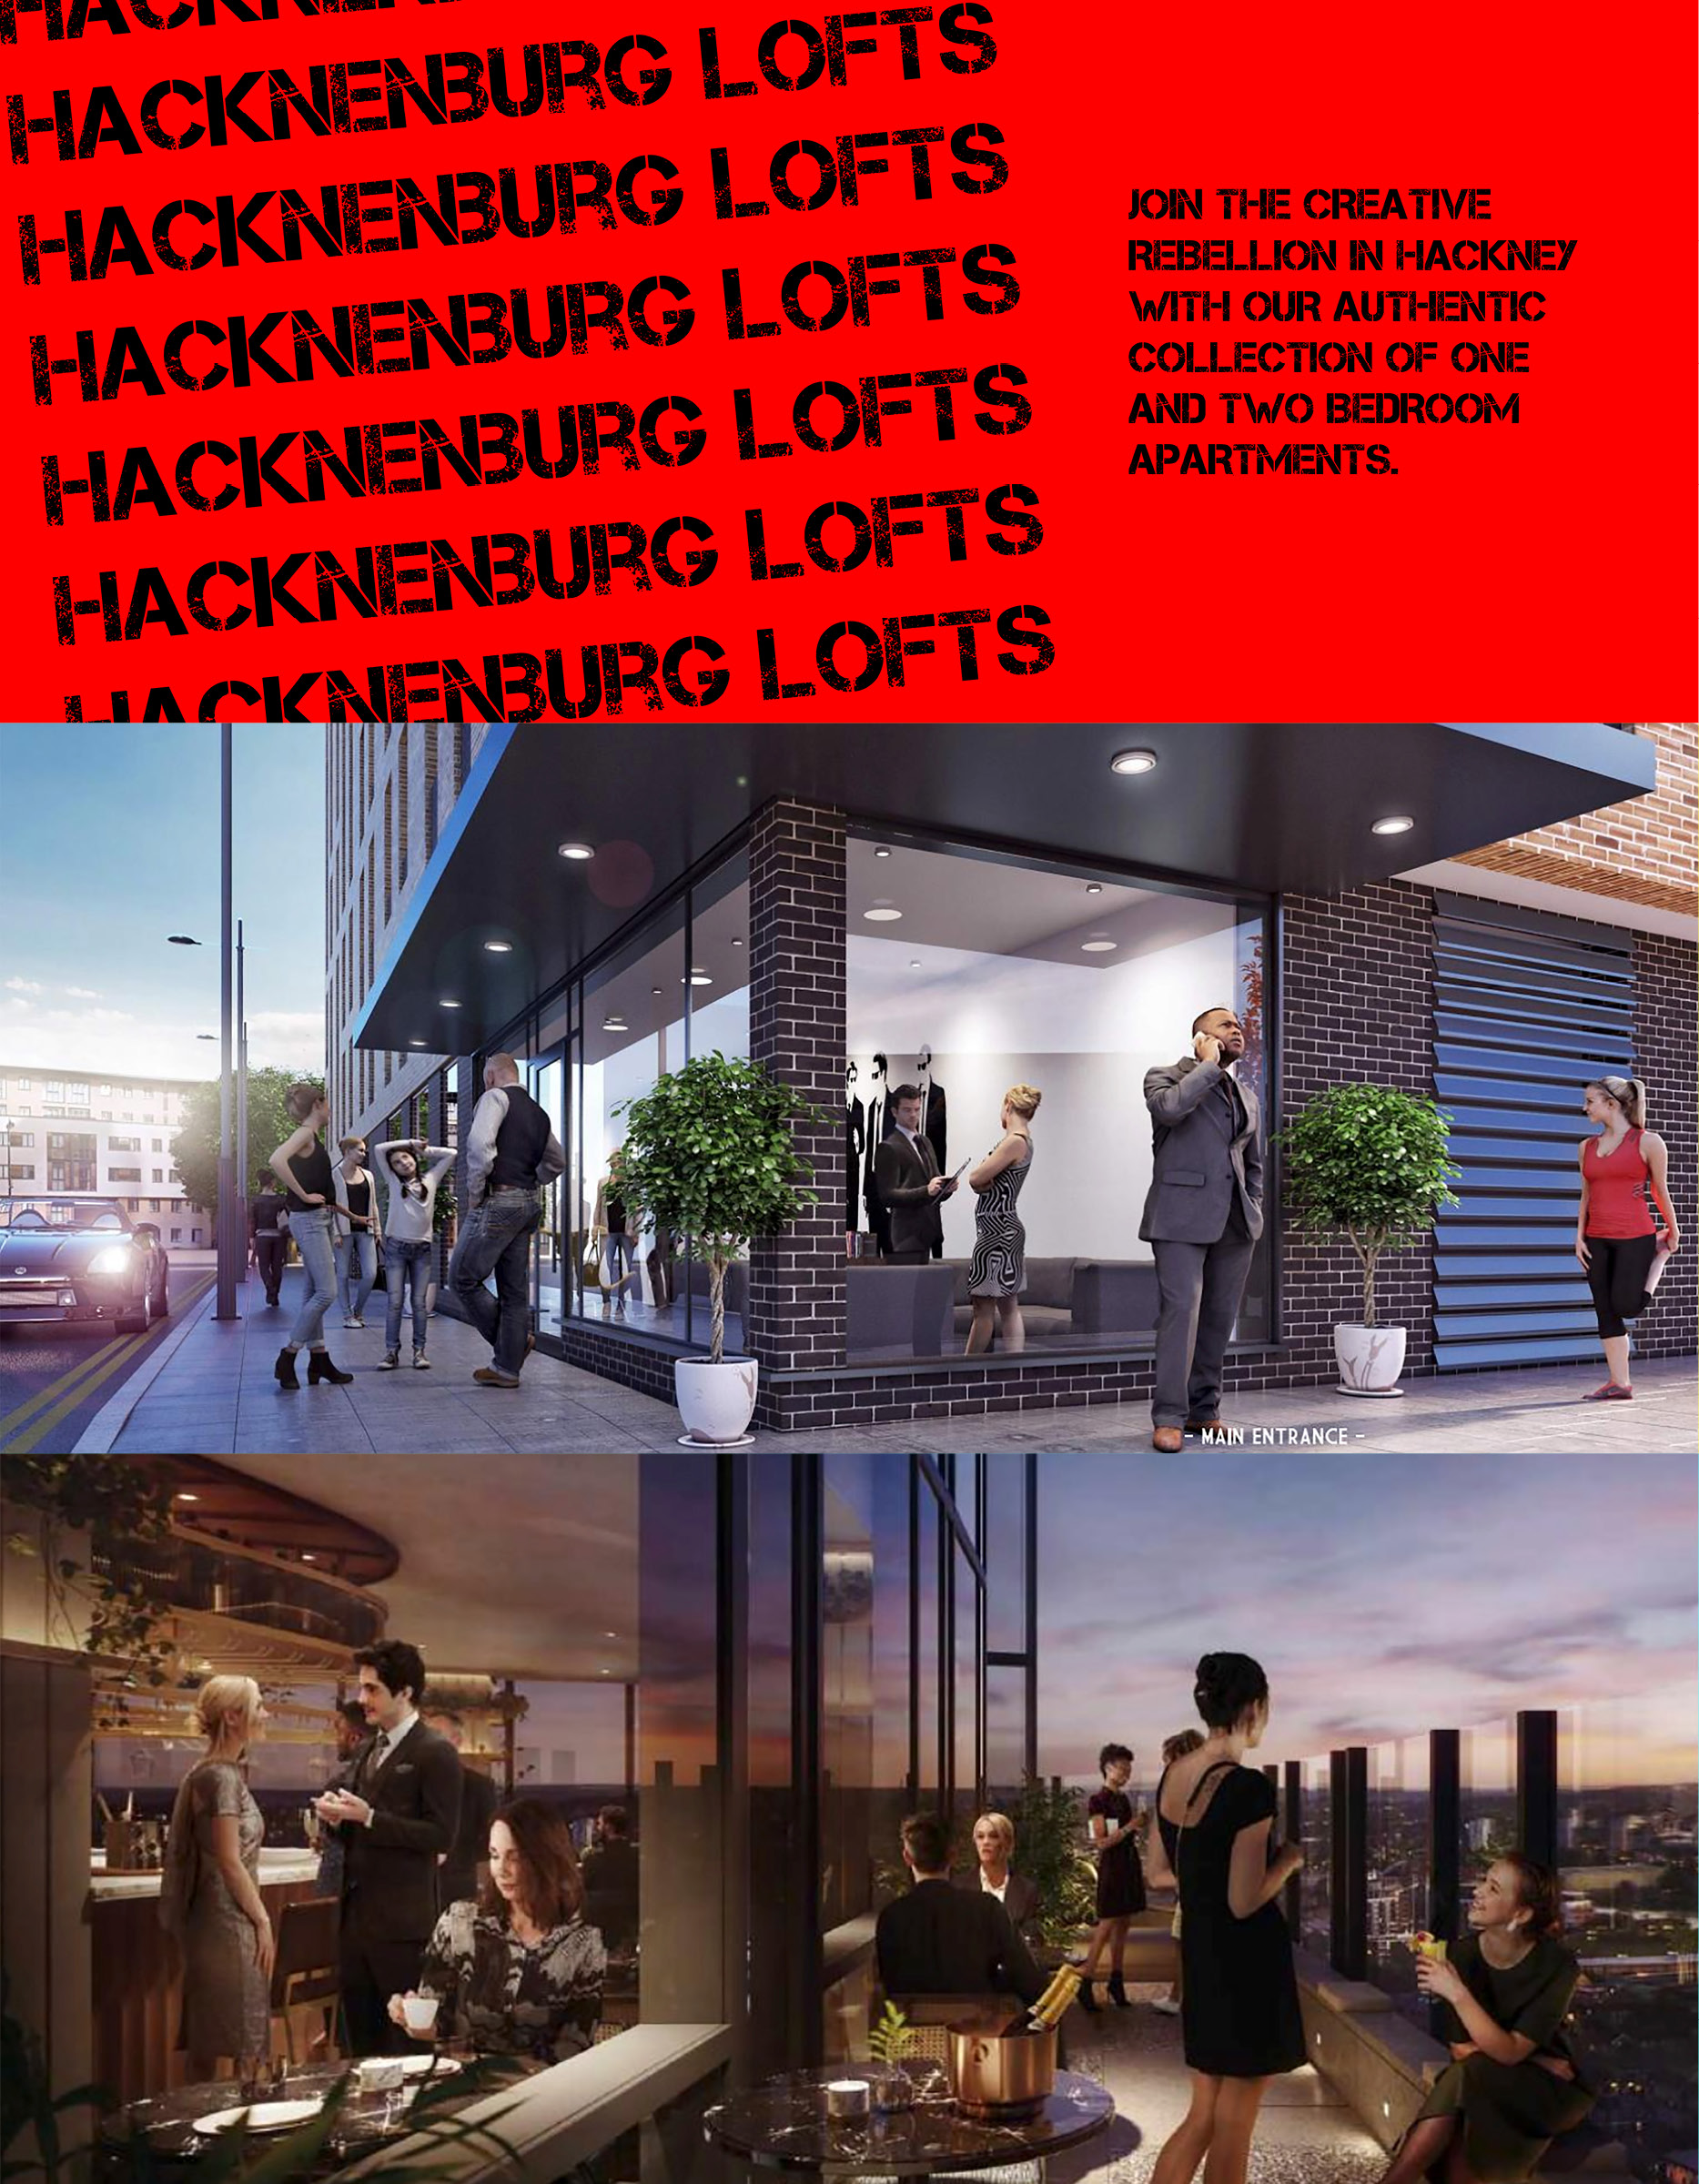 HACKNENBURG LOFTS
HACKNENBURG LOFTS
HACKNENBURG LOFTS
HACKNENBURG LOFTS
HACKNENBURG LOFTS
HACKNENBURG LOFTS
JOIN THE CREATIVE
REBELLION IN HACKNEY
WITH OUR AUTHENTIC
COLLECTION OF ONE
AND TWO BEDROOM
APARTMENTS.
- MAIN ENTRANCE -